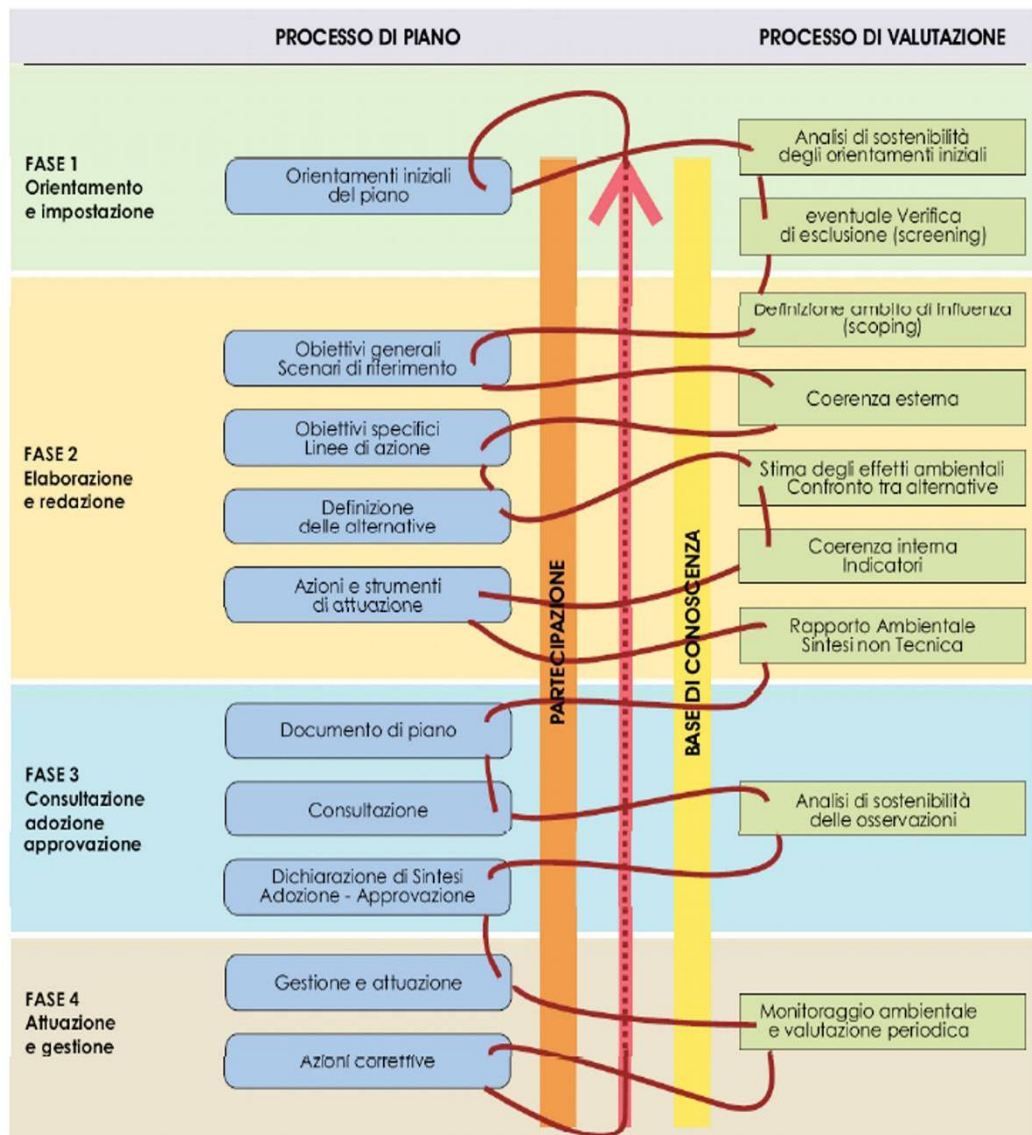 PROCESSO DI PIANO
PROCESSO DI VALUTAZIONE
FASE 1
Orientamento
e impostazione
Orientamenti iniziali
del piano
Analisi di sostenibilità
degli orientamenti iniziali
eventuale Verifica
di esclusione (screening)
FASE 2
Elaborazione
e redazione
Obiettivi generali
Scenari di riferimento
Obiettivi specifici
Linee di azione
Definizione
delle alternative
Azioni e strumenti
di attuazione
Definizione ambito di influenza
(scoping)
Coerenza esterna
Stima degli effetti ambientali
Confronto tra alternative
Coerenza interna
Indicatori
Rapporto Ambientale
Sintesi non Tecnica
PARTECIPAZIONE
BASE DI CONOSCENZA
FASE 3
Consultazione
adozione
approvazione
Documento di piano
Consultazione
Dichiarazione di Sintesi
Adozione - Approvazione
Analisi di sostenibilità
delle osservazioni
FASE 4
Attuazione
e gestione
Gestione e attuazione
Azioni correttive
Monitoraggio ambientale
e valutazione periodica